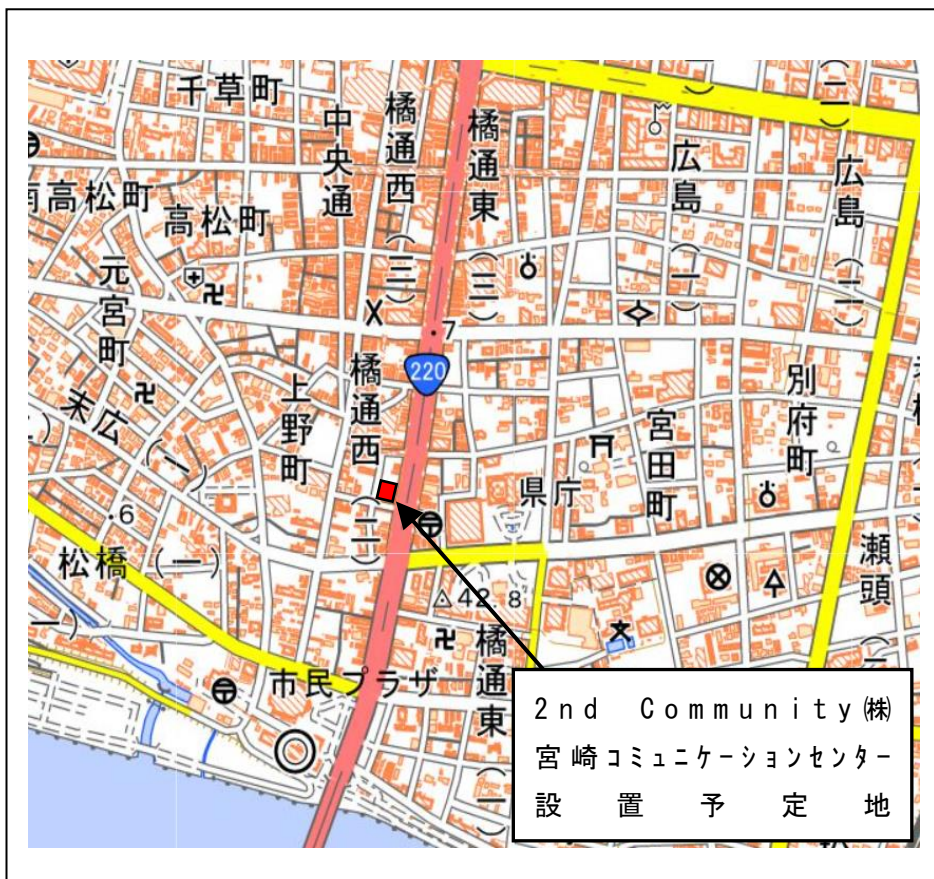 千草町
中央通
橘通西(三)
橘通東(三)
広島(一)
広島(二)
(二)
南高松町
高松町
元宮町
7
220
末広(一)
上野町
橘通西(二)
宮田町
別府町
県庁
6
松橋(一)
瀬頭(
42.8
市民プラザ
橘通東(一)
2nd Community㈱
宮崎コミュニケーションセンター
設置予定地